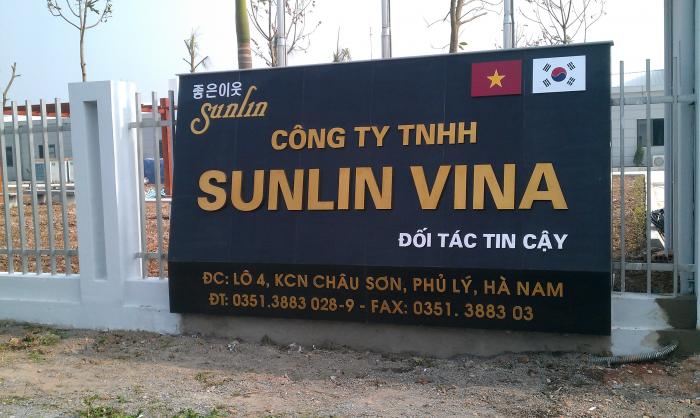 좋은이웃
Sunlin
CÔNG TY TNHH
SUNLIN VINA
ĐỐI TÁC TIN CẬY
ĐC: LÔ 4, KCN CHÂU SƠN, PHỦ LÝ, HÀ NAM
ĐT: 0351.3883 028-9 - FAX: 0351. 3883 03